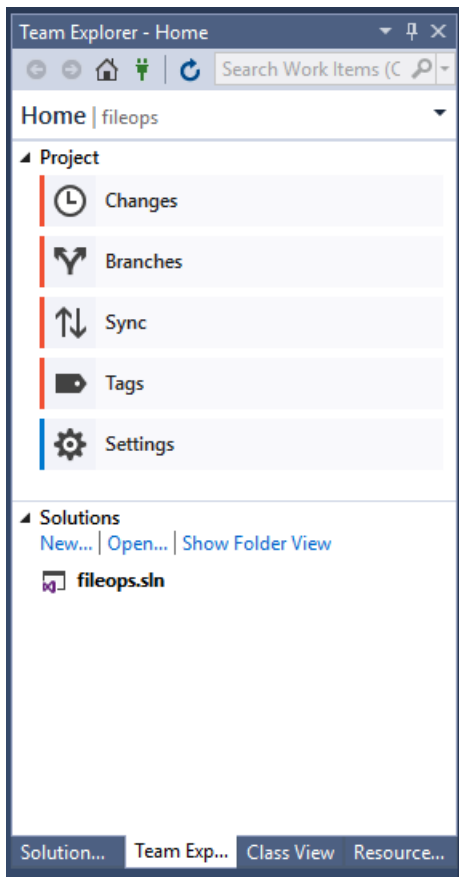 Team Explorer - Home
Search Work Items (C
Home | fileops
Project
Changes
Branches
Sync
Tags
Settings
Solutions
New... | Open... | Show Folder View
fileops.sln
Solution... Team Exp... Class View Resource...